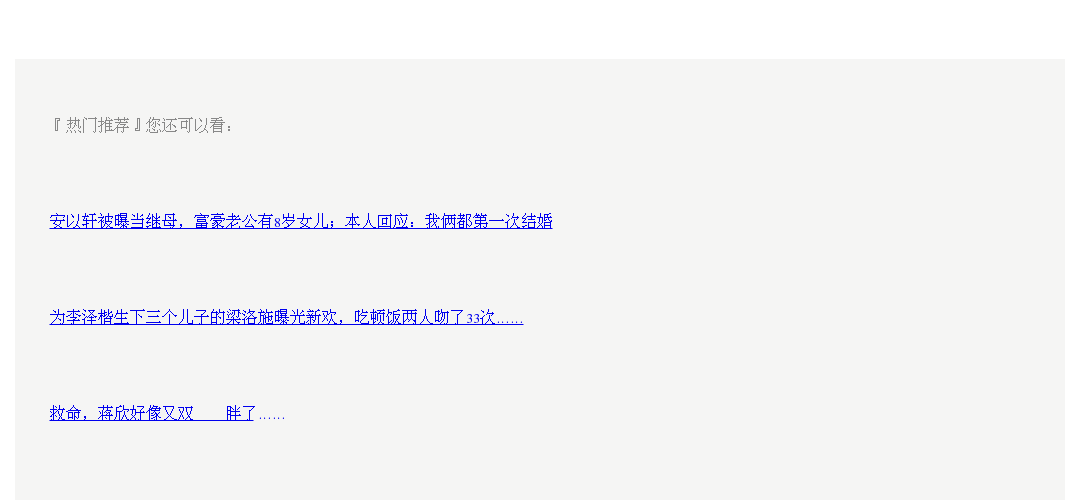 『 热门推荐 』您还可以看：
安以轩被曝当继母，富豪老公有8岁女儿；本人回应：我俩都第一次结婚
为李泽楷生下三个儿子的梁洛施曝光新欢，吃顿饭两人吻了33次……
救命，蒋欣好像又双　　胖了……